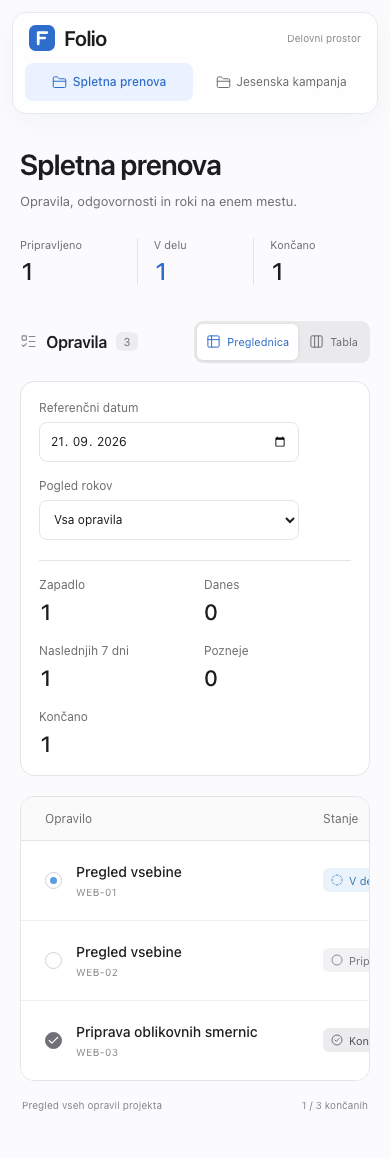 F Folio
Delovni prostor
Spletna prenova
Jesenska kampanja
Spletna prenova
Opravila, odgovornosti in roki na enem mestu.
Pripravljeno
V delu
Končano
1
1
1
Opravila 3
Preglednica
Tabla
Referenčni datum
21. 09. 2026
Pogled rokov
Vsa opravila
Zapadlo
Danes
1
0
Naslednjih 7 dni
Pozneje
1
0
Končano
1
Opravilo
Stanje
Pregled vsebine
WEB-01
V de
Pregled vsebine
WEB-02
Prip
Priprava oblikovnih smernic
WEB-03
Kon
Pregled vseh opravil projekta
1 / 3 končanih